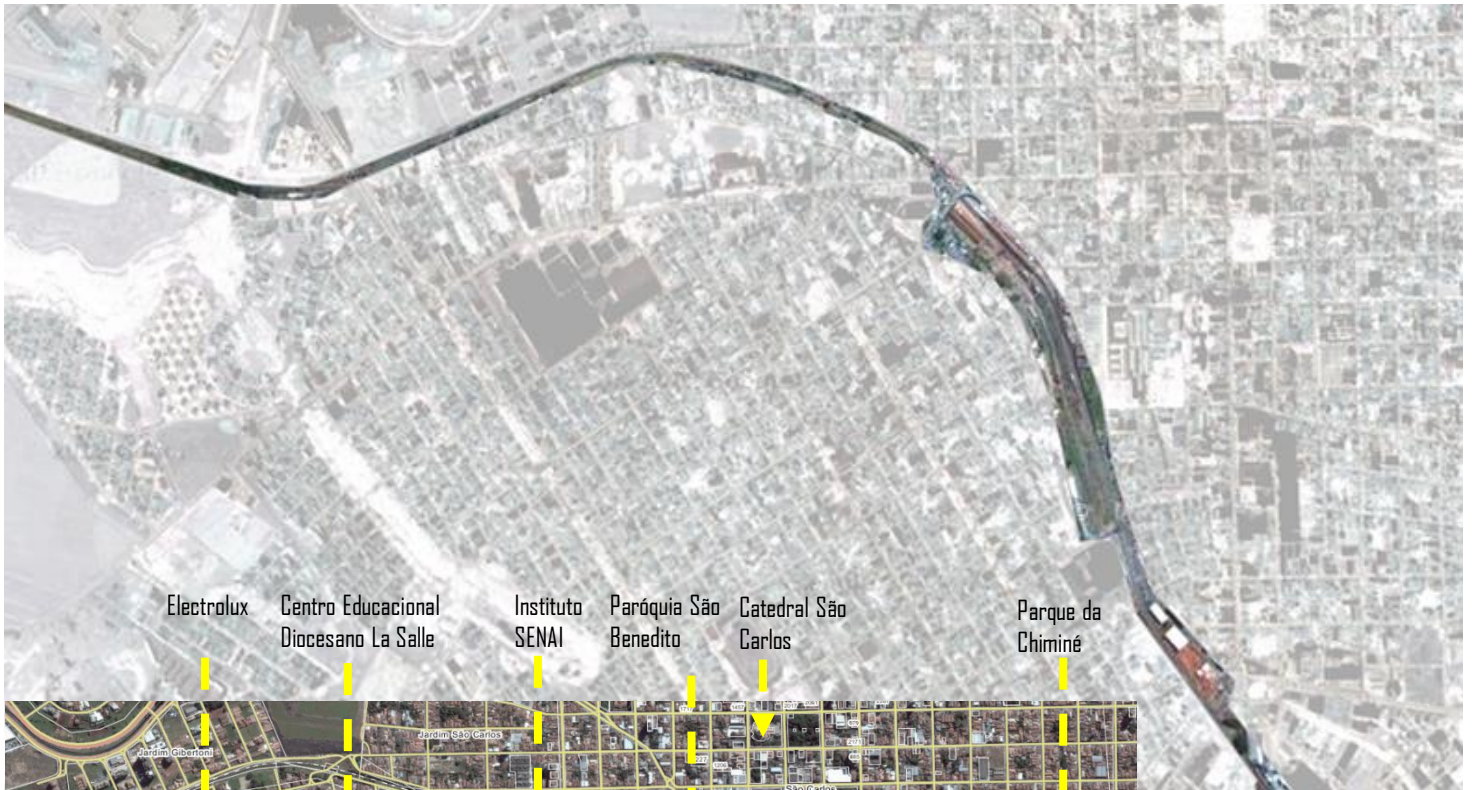 Electrolux
Centro Educacional
Diocesano La Salle
Instituto
SENAI
Paróquia São
Benedito
Catedral São
Carlos
Parque da
Chiminé
Jardim Gibertoni
Jardim São Carlos
São Carlos